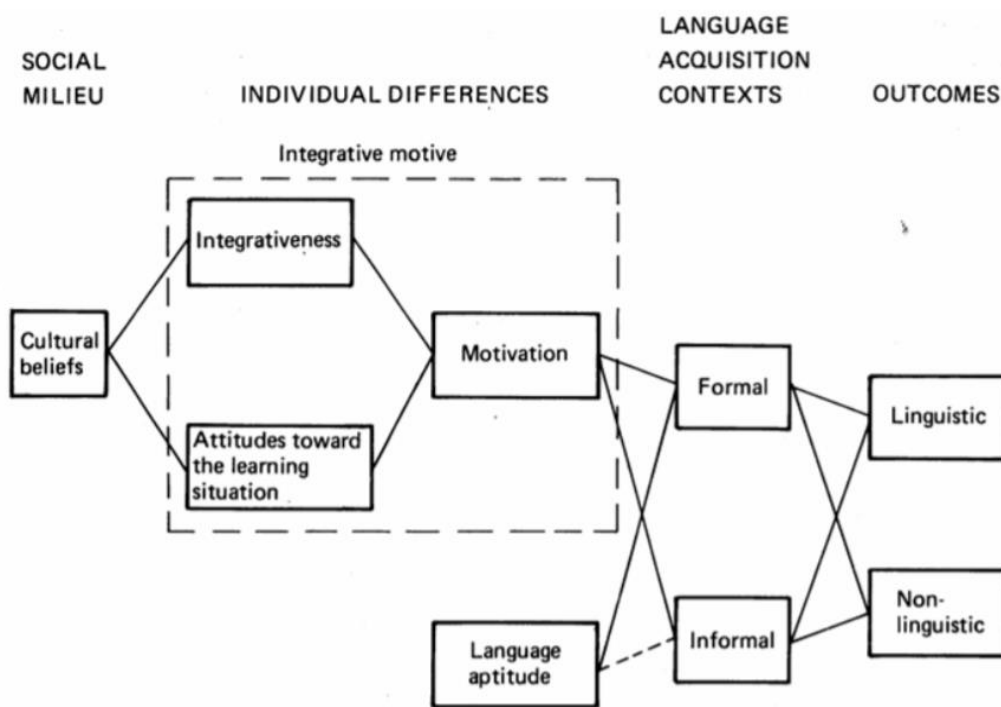 SOCIAL
MILIEU
INDIVIDUAL DIFFERENCES
LANGUAGE
ACQUISITION
CONTEXTS
OUTCOMES
Integrative motive
Integrativeness
Cultural
beliefs
Motivation
Attitudes toward
the learning
situation
Formal
Linguistic
Language
aptitude
Informal
Non-
linguistic